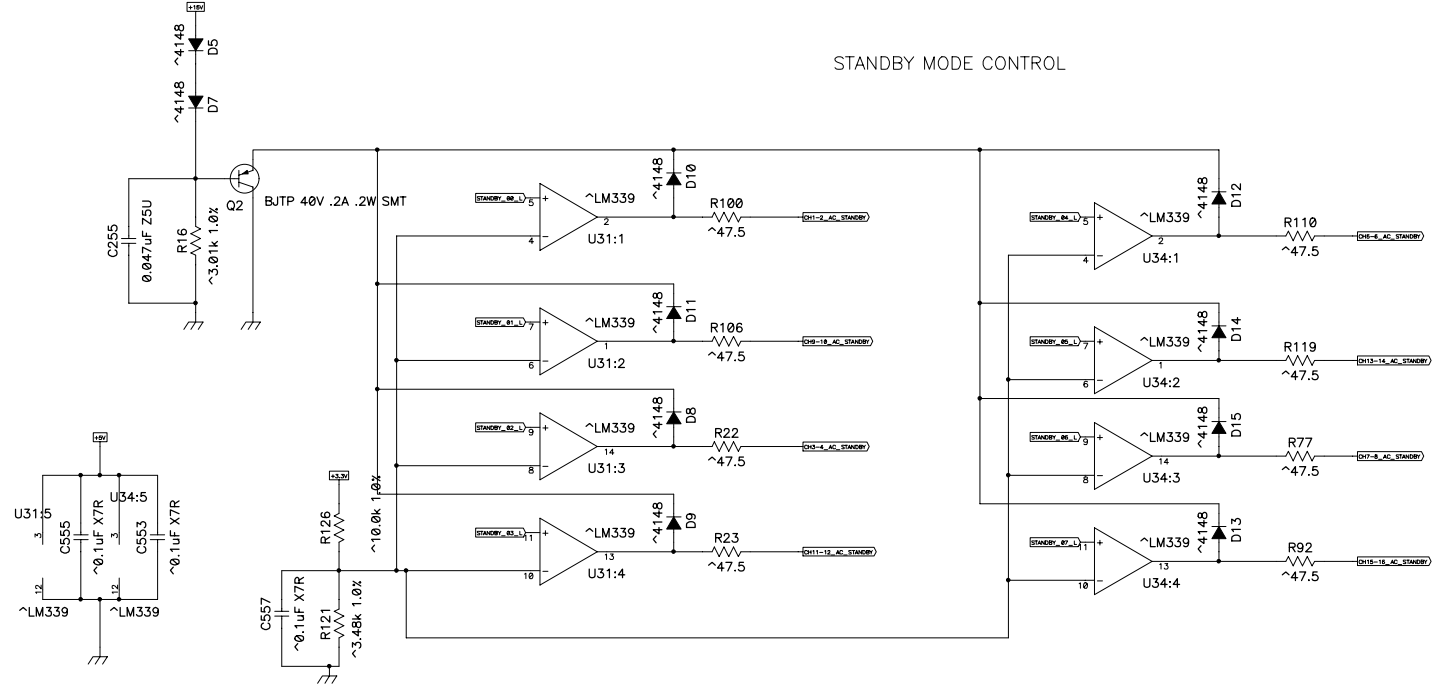 +15V
^4148
D5
^4148
D7
STANDBY MODE CONTROL
Q2
BJTP 40V .2A .2W SMT
C255
0.047uF Z5U
R16
^3.01k 1.0%
STANDBY_00_L
5
4
^LM339
2
U31:1
^4148
D10
R100
^47.5
CH1-2_AC_STANDBY
STANDBY_04_L
5
4
^LM339
2
U34:1
^4148
D12
R110
^47.5
CH5-6_AC_STANDBY
STANDBY_01_L
7
6
^LM339
1
U31:2
^4148
D11
R106
^47.5
CH9-10_AC_STANDBY
STANDBY_05_L
7
6
^LM339
1
U34:2
^4148
D14
R119
^47.5
CH13-14_AC_STANDBY
STANDBY_02_L
9
8
^LM339
14
U31:3
^4148
D8
R22
^47.5
CH3-4_AC_STANDBY
STANDBY_06_L
9
8
^LM339
14
U34:3
^4148
D15
R77
^47.5
CH7-8_AC_STANDBY
STANDBY_03_L
11
10
^LM339
13
U31:4
^4148
D9
R23
^47.5
CH11-12_AC_STANDBY
STANDBY_07_L
11
10
^LM339
13
U34:4
^4148
D13
R92
^47.5
CH15-16_AC_STANDBY
+5V
U31:5
3
12
^LM339
C555
^0.1uF X7R
U34:5
3
12
^LM339
C553
^0.1uF X7R
+3.3V
R126
^10.0k 1.0%
C557
^0.1uF X7R
R121
^3.48k 1.0%